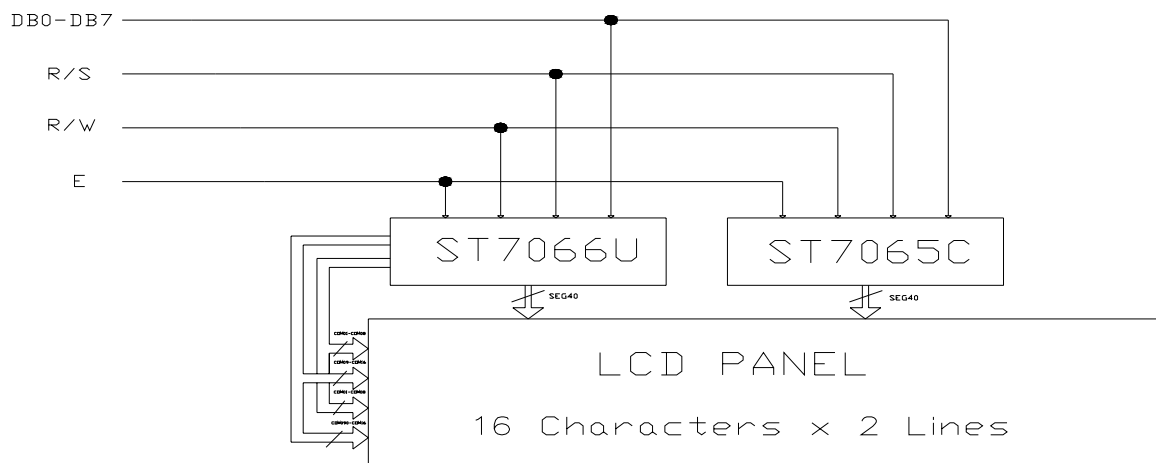 DB0-DB7
R/S
R/W
E
ST7066U
ST7065C
SEG40
SEG40
LCD PANEL
16 Characters x 2 Lines